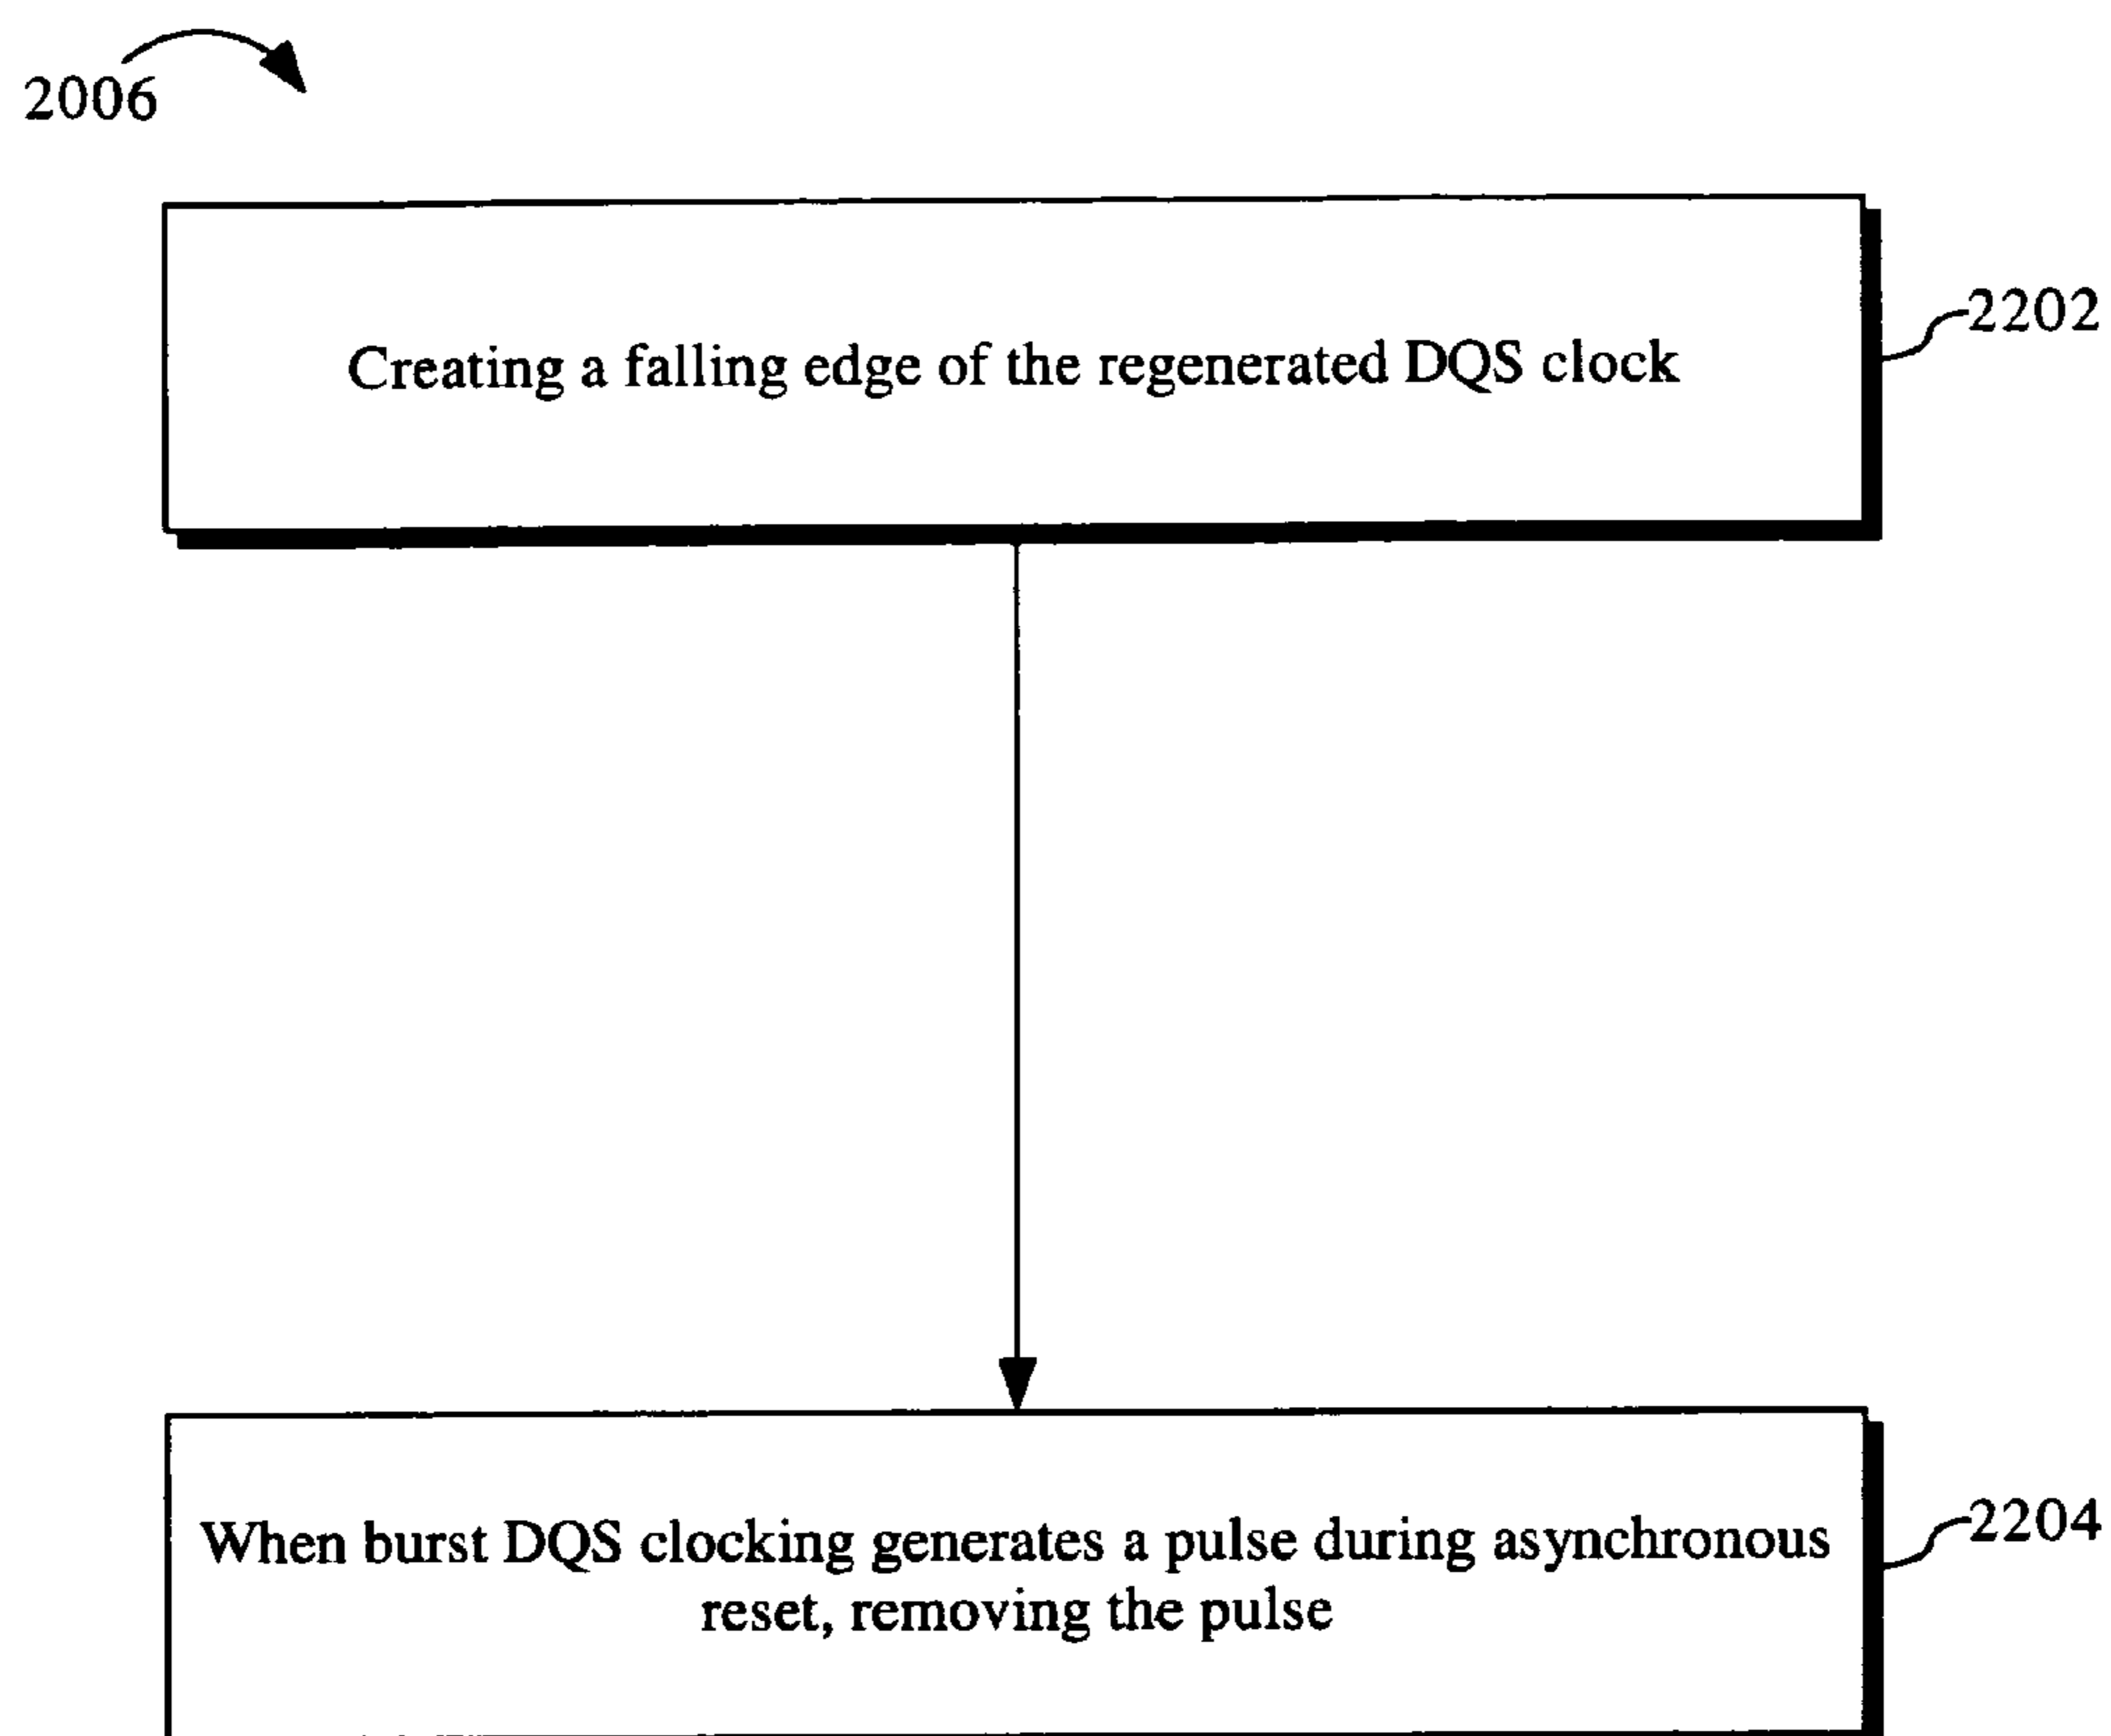 2006
Creating a falling edge of the regenerated DQS clock
2202
When burst DQS clocking generates a pulse during asynchronous
reset, removing the pulse
2204